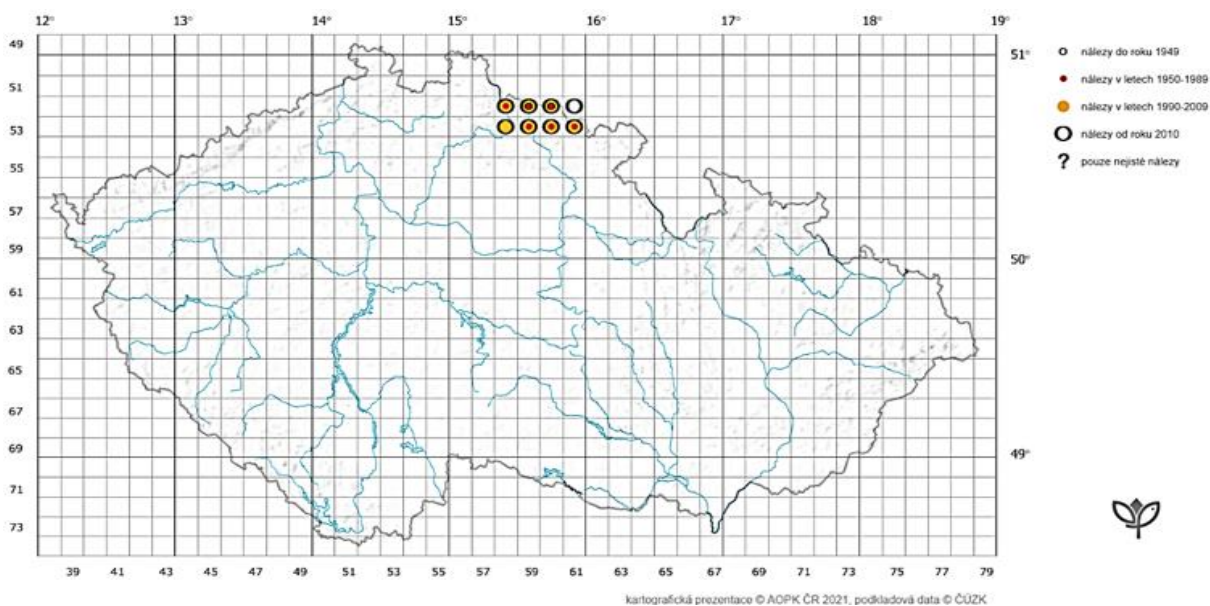 12° 13° 14° 15° 16° 17° 18° 19°
49
51°
51
53
55
57
59
50°
61
63
65
67
69
49°
71
73
39 41 43 45 47 49 51 53 55 57 59 61 63 65 67 69 71 73 75 77 79
nálezy do roku 1949
nálezy v letech 1950-1989
nálezy v letech 1990-2009
nálezy od roku 2010
? pouze nejisté nálezy
kartografická prezentace © AOPK ČR 2021, podkladová data © ČÚZK